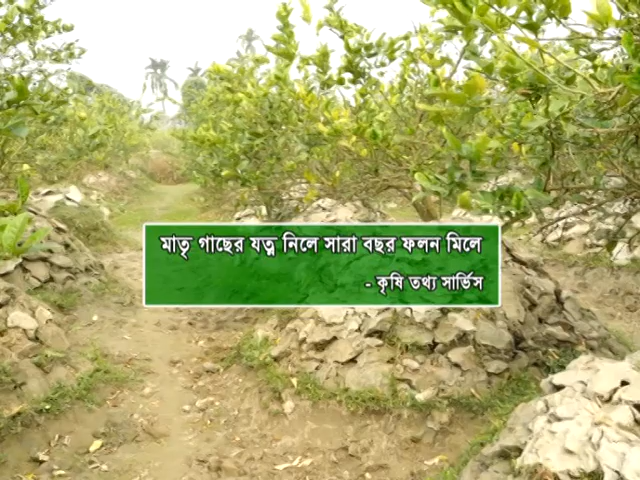 মাতৃ গাছের যত্ন নিলে সারা বছর ফলন মিলে
- কৃষি তথ্য সার্ভিস